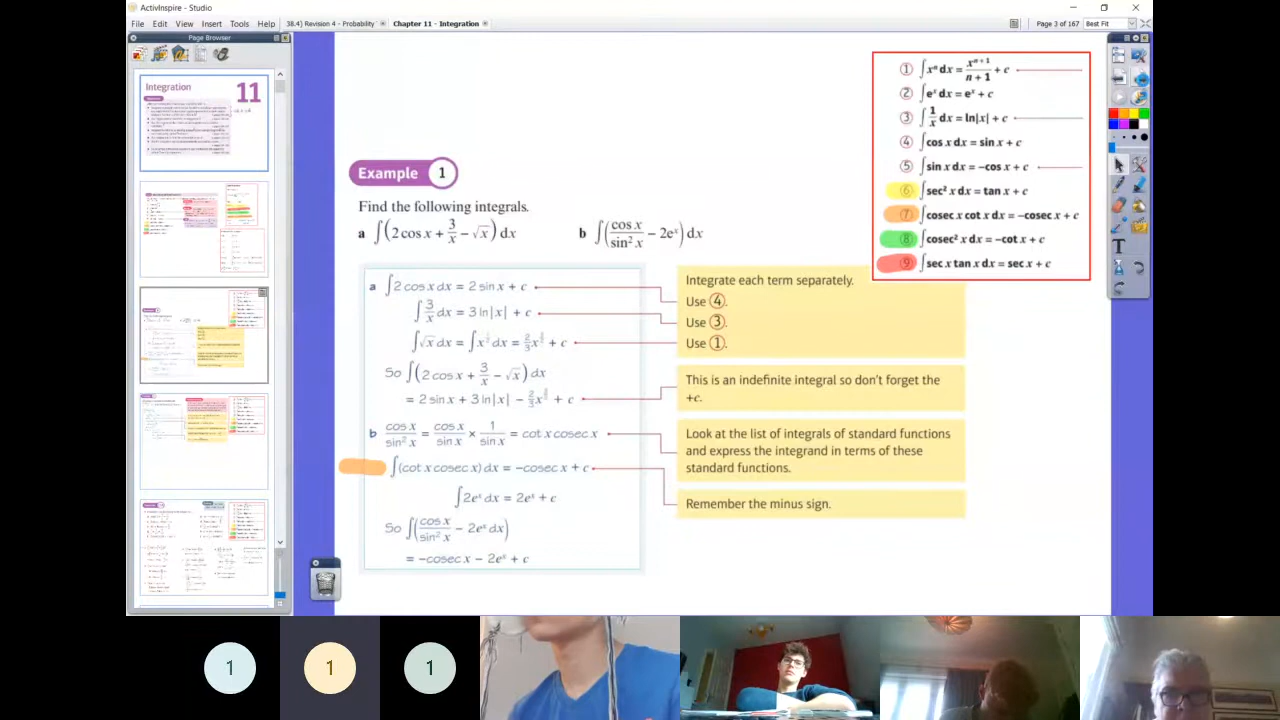 ActivInspire - Studio
File Edit View Insert Tools Help
38.4) Revision 4 - Probability
Chapter 11 - Integration
Page 3 of 167
Best Fit
Page Browser
Integration
11
① ∫xⁿ dx = xⁿ⁺¹/(n + 1) + c
② ∫eˣ dx = eˣ + c
③ ∫1/x dx = ln|x| + c
④ ∫cos x dx = sin x + c
⑤ ∫sin x dx = −cos x + c
⑥ ∫sec² x dx = tan x + c
∫cosec x cot x dx = −cosec x + c
⑧ ∫cosec² x dx = −cot x + c
⑨ ∫sec x tan x dx = sec x + c
Example 1
Find the following integrals.
a ∫(2 cos x + 3/x − √x) dx
b ∫(cos x/sin² x − 2eˣ) dx
a ∫2 cos x dx = 2 sin x + c
∫3/x dx = 3 ln|x| + c
√x dx = ∫x^½ dx = ⅔x^(3/2) + c
So ∫(2 cos x + 3/x − √x) dx
= 2 sin x + 3 ln|x| − ⅔x^(3/2) + c
b cos x/sin² x = cos x/sin x × 1/sin x = cot x cosec x
∫(cot x cosec x) dx = −cosec x + c
∫2eˣ dx = 2eˣ + c
So ∫(cos x/sin² x − 2eˣ dx)
= −cosec x − 2eˣ + c
Integrate each term separately.
Use ④.
Use ③.
Use ①.
This is an indefinite integral so don't forget the
+c.
Look at the list of integrals of standard functions
and express the integrand in terms of these
standard functions.
Remember the minus sign.
T
1
1
1